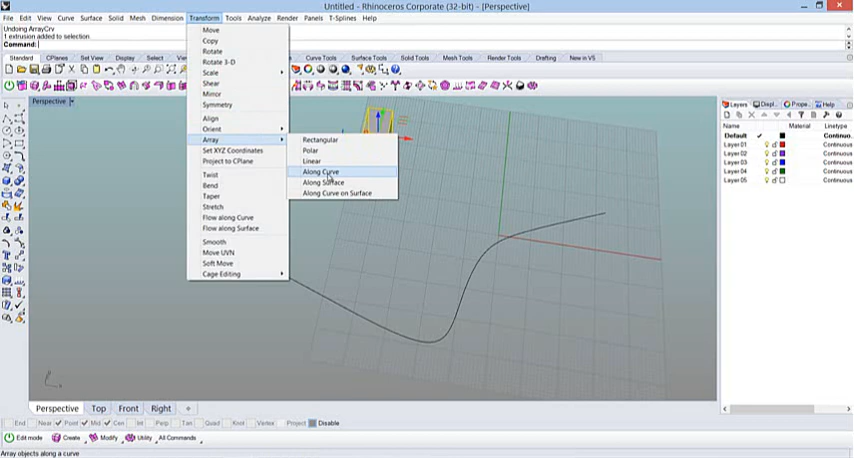 Untitled - Rhinoceros Corporate (32-bit) - [Perspective]
File Edit View Curve Surface Solid Mesh Dimension Transform Tools Analyze Render Panels T-Splines Help
Undoing ArrayCrv
1 extrusion added to selection.
Command:
Standard CPlanes Set View Display Select Curve Tools Surface Tools Solid Tools Mesh Tools Render Tools Drafting New in V5
Perspective
Move
Copy
Rotate
Rotate 3-D
Scale
Shear
Mirror
Symmetry
Align
Orient
Array
Set XYZ Coordinates
Project to CPlane
Twist
Bend
Taper
Stretch
Flow along Curve
Flow along Surface
Smooth
Move UVN
Soft Move
Cage Editing
Rectangular
Polar
Linear
Along Curve
Along Surface
Along Curve on Surface
Layers Displ... Prope... Help
Name Material Linetype
Default Continuo...
Layer 01 Continuous
Layer 02 Continuous
Layer 03 Continuous
Layer 04 Continuous
Layer 05 Continuous
Perspective Top Front Right
End Near Point Mid Cen Int Perp Tan Quad Knot Vertex Project Disable
Edit mode Create Modify Utility All Commands
Array objects along a curve